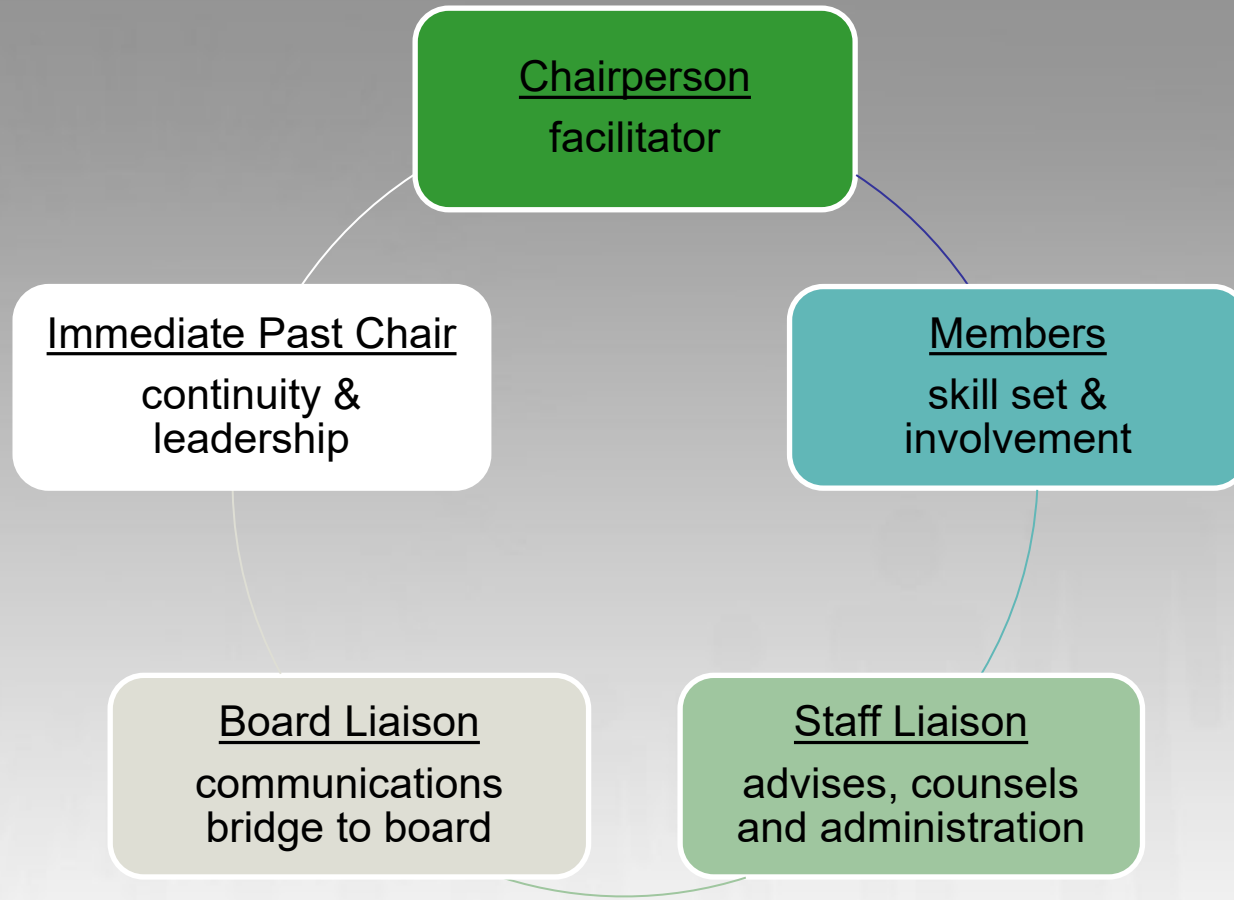 Chairperson
facilitator
Immediate Past Chair
continuity &
leadership
Members
skill set &
involvement
Board Liaison
communications
bridge to board
Staff Liaison
advises, counsels
and administration